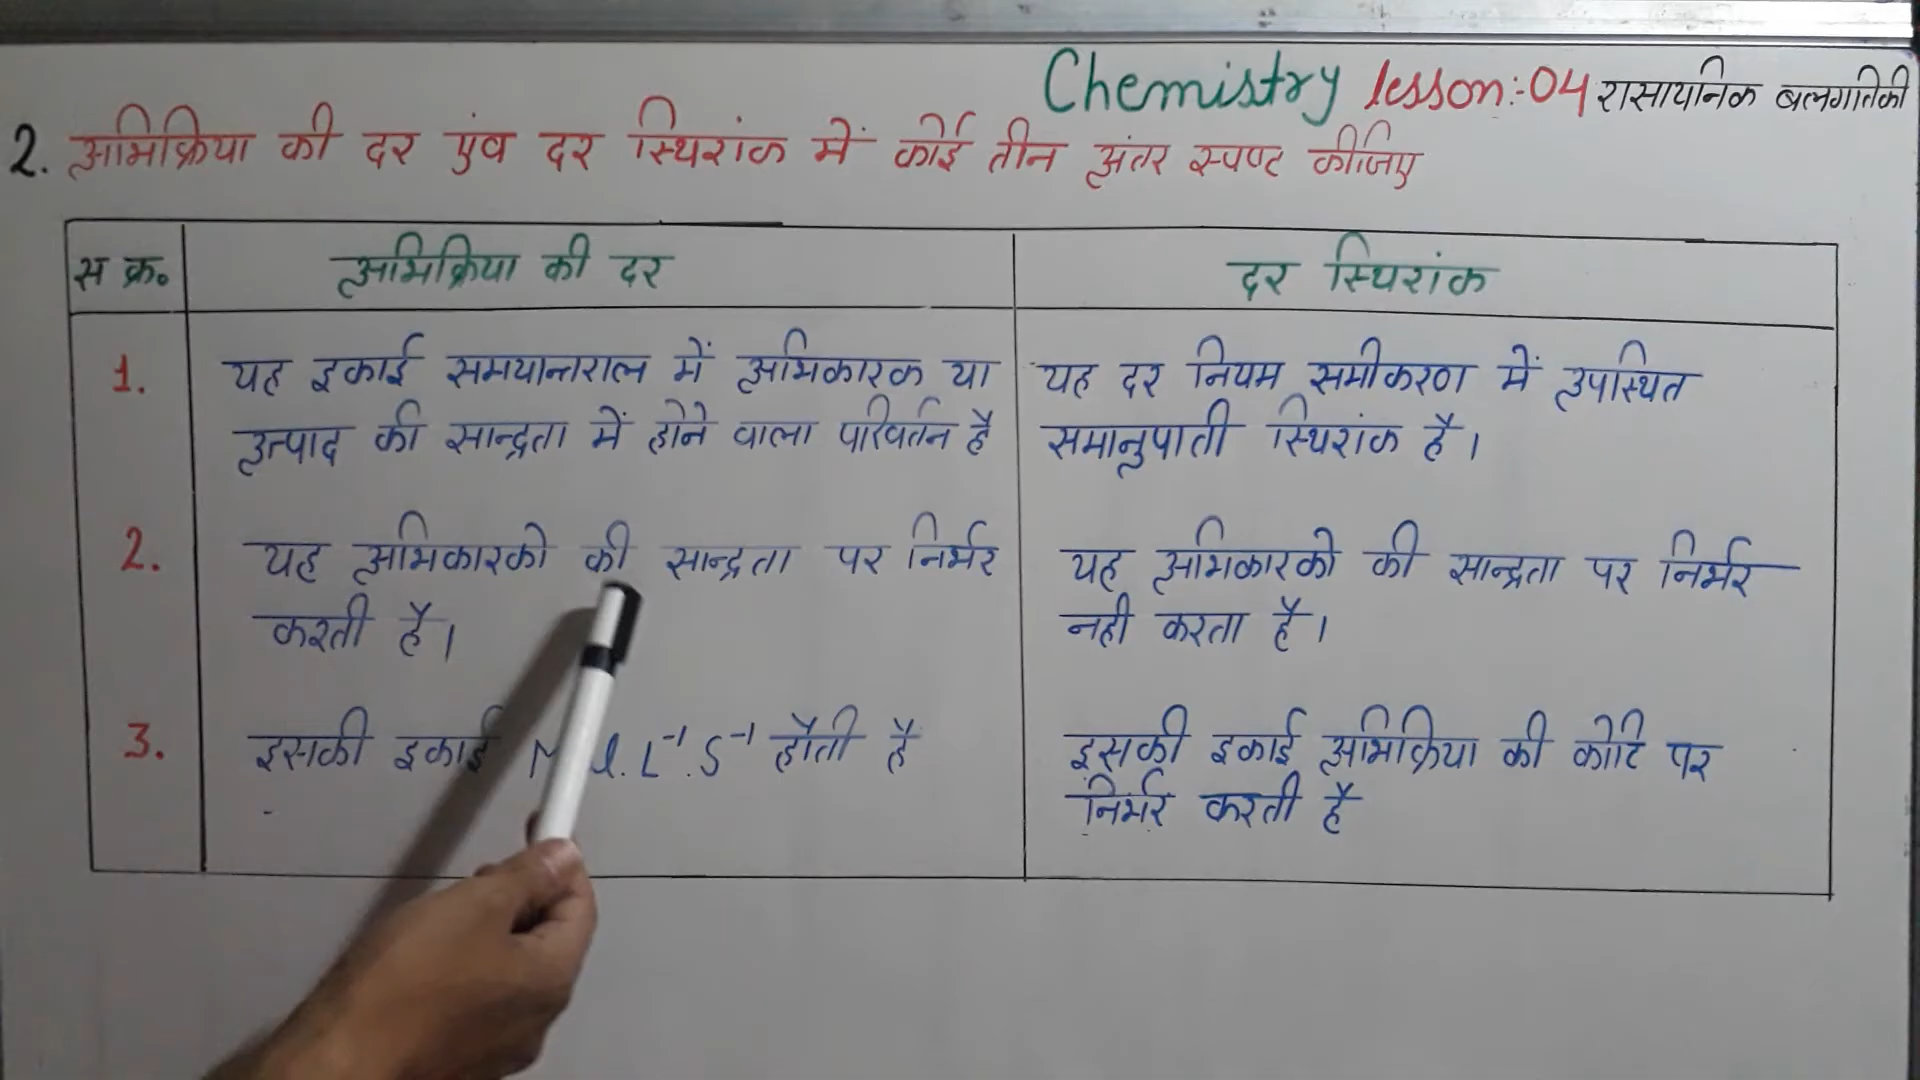 Chemistry lesson:-04 रासायनिक बलगतिकी
2. अभिक्रिया की दर एंव दर स्थिरांक में कोई तीन अंतर स्पष्ट कीजिए
स क्र० अभिक्रिया की दर दर स्थिरांक
1. यह इकाई समयान्तराल में अभिकारक या
उत्पाद की सान्द्रता में होने वाला परिवर्तन है
यह दर नियम समीकरण में उपस्थित
समानुपाती स्थिरांक है।
2. यह अभिकारको की सान्द्रता पर निर्भर
करती है।
यह अभिकारको की सान्द्रता पर निर्भर
नही करता है।
3. इसकी इकाई L⁻¹.S⁻¹ होती है
इसकी इकाई अभिक्रिया की कोटि पर
निर्भर करती है